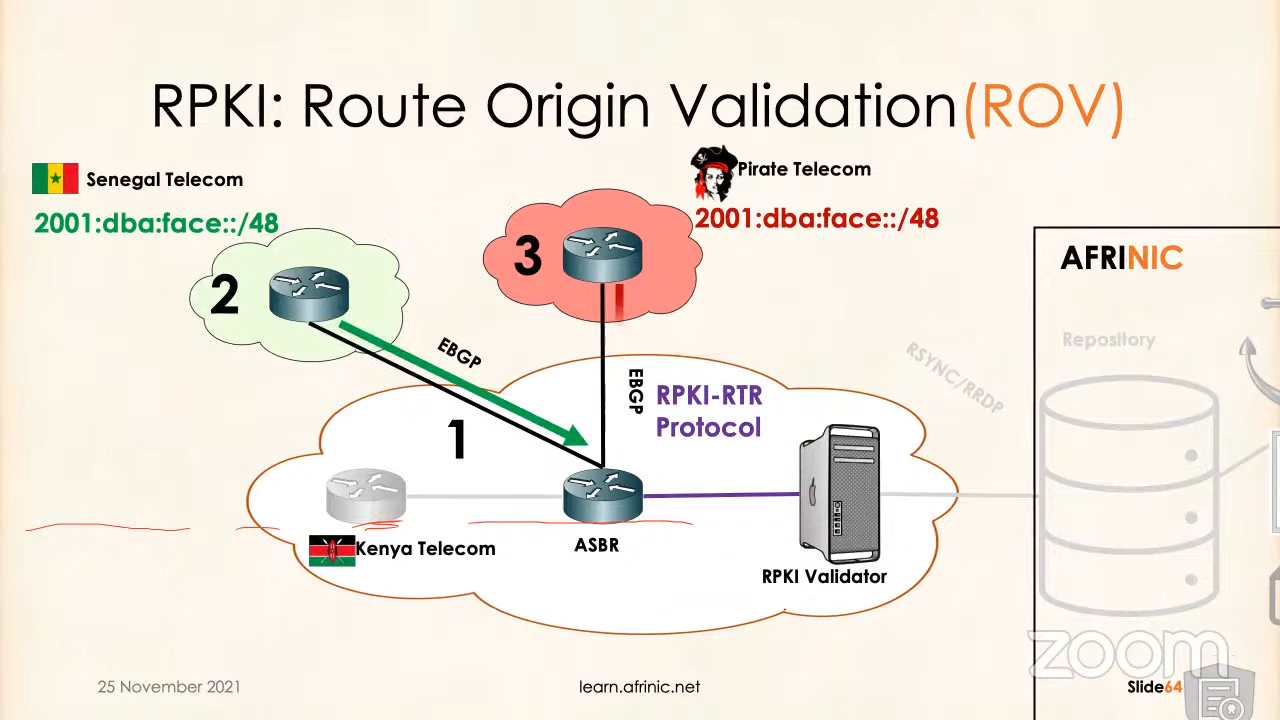 RPKI: Route Origin Validation(ROV)
Senegal Telecom
2001:dba:face::/48
Pirate Telecom
2001:dba:face::/48
AFRINIC
Repository
RSYNC/RRDP
2
3
1
EBGP
EBGP
RPKI-RTR
Protocol
Kenya Telecom
ASBR
RPKI Validator
zoom
25 November 2021
learn.afrinic.net
Slide64